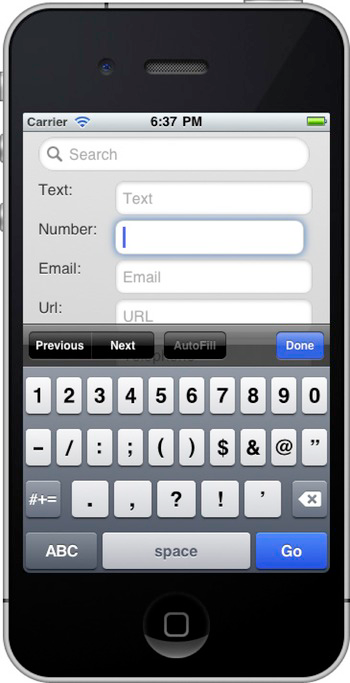 Carrier 6:37 PM
Search
Text: Text
Number:
Email: Email
Url: URL
Previous Next AutoFill Done
1 2 3 4 5 6 7 8 9 0
- / : ; ( ) $ & @ ”
#+= . , ? ! ’
ABC space Go